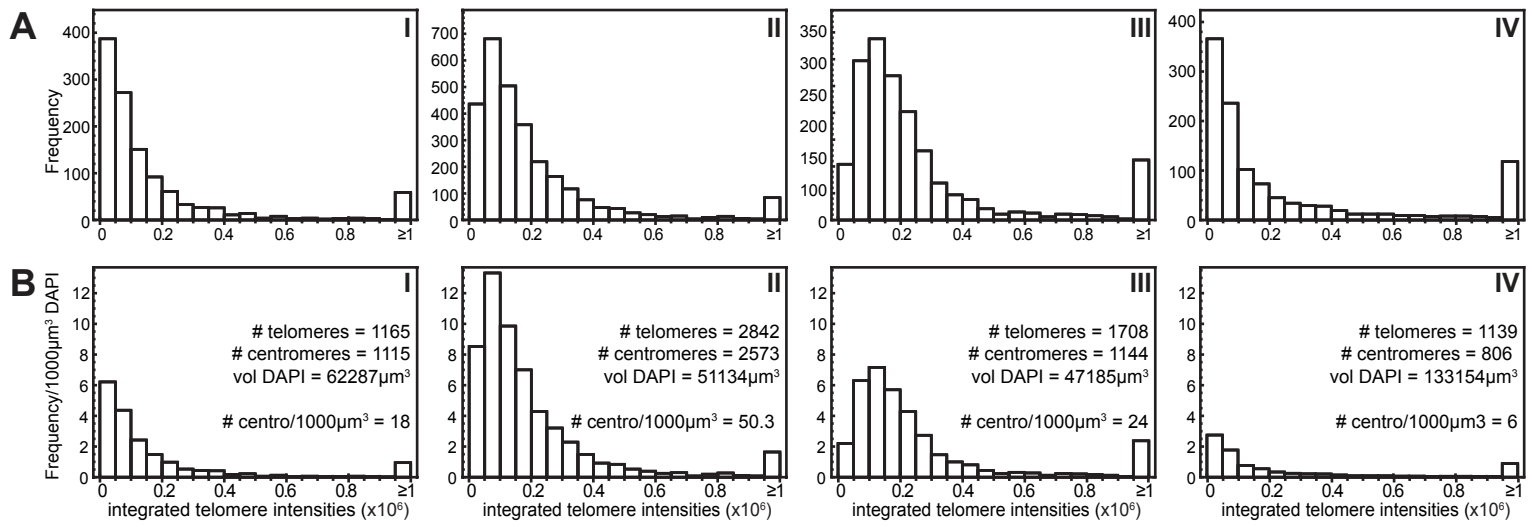 A
Frequency
I
400
300
200
100
0
0 0.2 0.4 0.6 0.8 ≥1
II
700
600
500
400
300
200
100
0
0 0.2 0.4 0.6 0.8 ≥1
III
350
300
250
200
150
100
0
0 0.2 0.4 0.6 0.8 ≥1
IV
400
300
200
100
0
0 0.2 0.4 0.6 0.8 ≥1
B
Frequency/1000µm³ DAPI
I
12
10
8
6
4
2
0
# telomeres = 1165
# centromeres = 1115
vol DAPI = 62287µm³
# centro/1000µm³ = 18
0 0.2 0.4 0.6 0.8 ≥1
integrated telomere intensities (x10⁶)
II
12
10
8
6
4
2
0
# telomeres = 2842
# centromeres = 2573
vol DAPI = 51134µm³
# centro/1000µm³ = 50.3
0 0.2 0.4 0.6 0.8 ≥1
integrated telomere intensities (x10⁶)
III
12
10
8
6
4
2
0
# telomeres = 1708
# centromeres = 1144
vol DAPI = 47185µm³
# centro/1000µm³ = 24
0 0.2 0.4 0.6 0.8 ≥1
integrated telomere intensities (x10⁶)
IV
12
10
8
6
4
2
0
# telomeres = 1139
# centromeres = 806
vol DAPI = 133154µm³
# centro/1000µm3 = 6
0 0.2 0.4 0.6 0.8 ≥1
integrated telomere intensities (x10⁶)